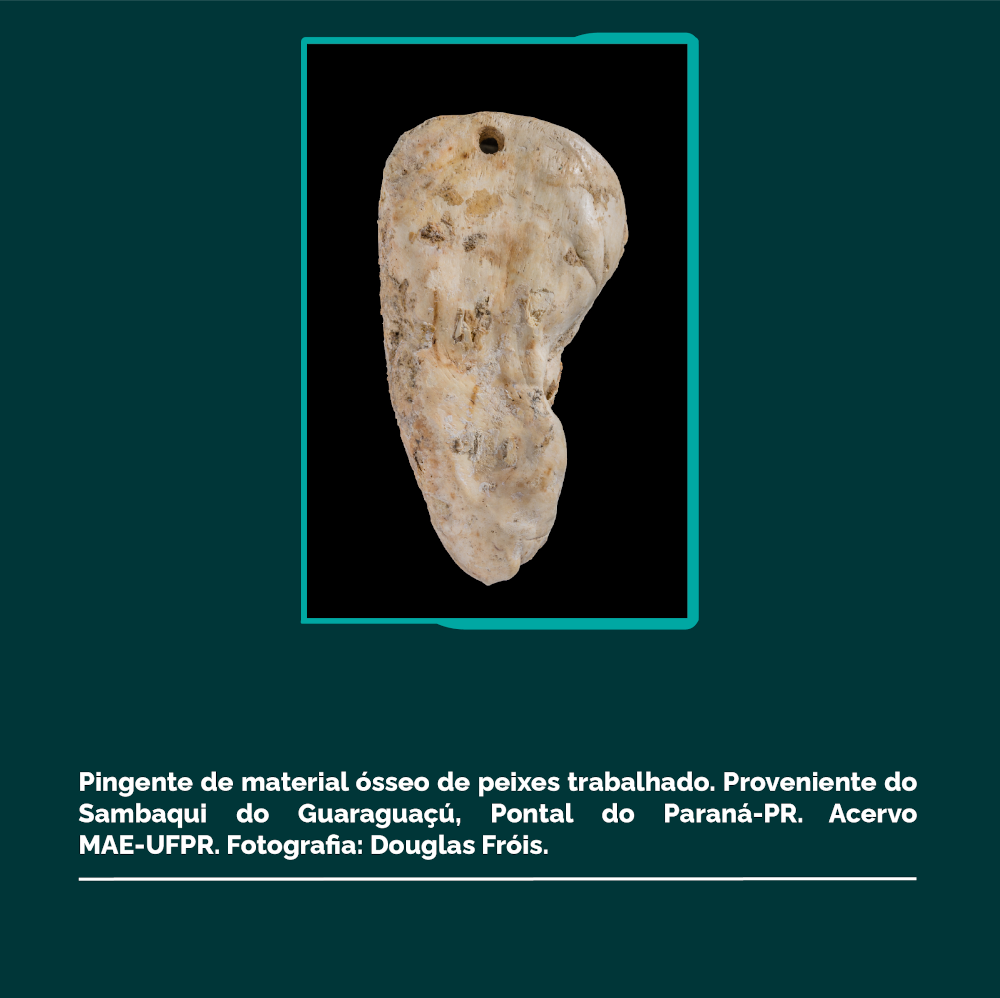 Pingente de material ósseo de peixes trabalhado. Proveniente do
Sambaqui do Guaraguaçú, Pontal do Paraná-PR. Acervo
MAE-UFPR. Fotografia: Douglas Fróis.